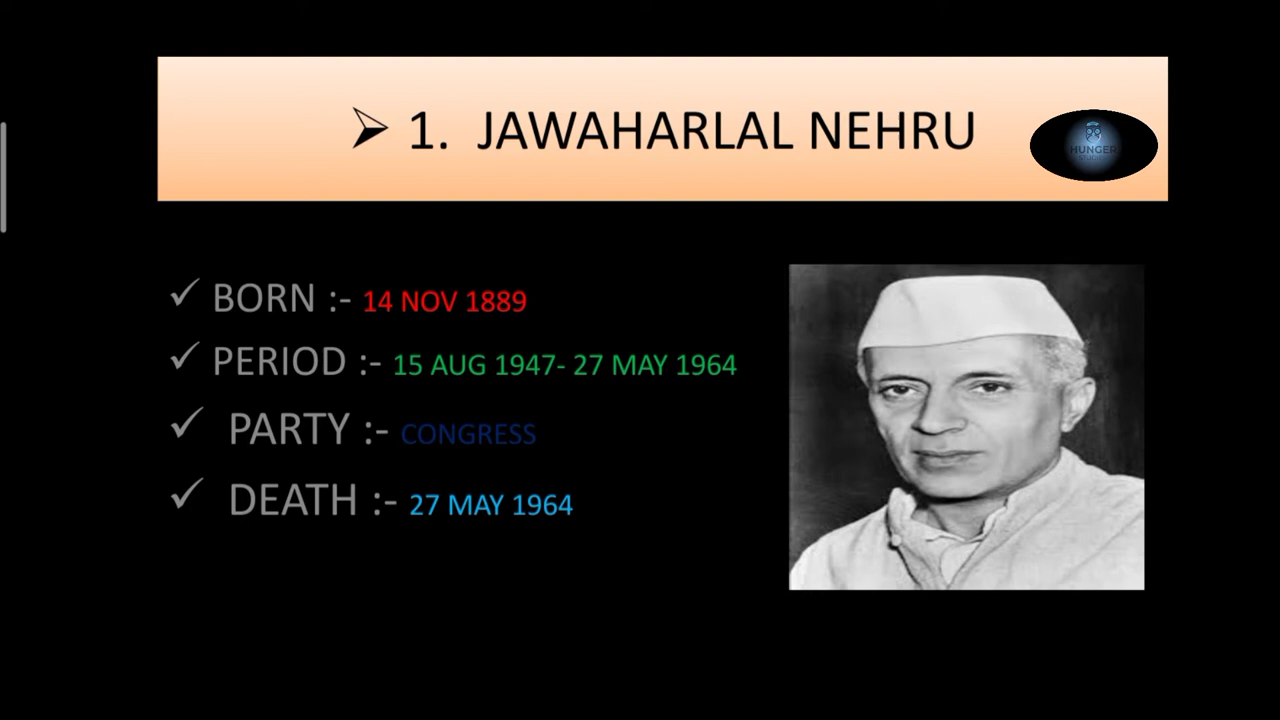 ➢ 1. JAWAHARLAL NEHRU
HUNGER
✓ BORN :- 14 NOV 1889
✓ PERIOD :- 15 AUG 1947- 27 MAY 1964
✓ PARTY :- CONGRESS
✓ DEATH :- 27 MAY 1964